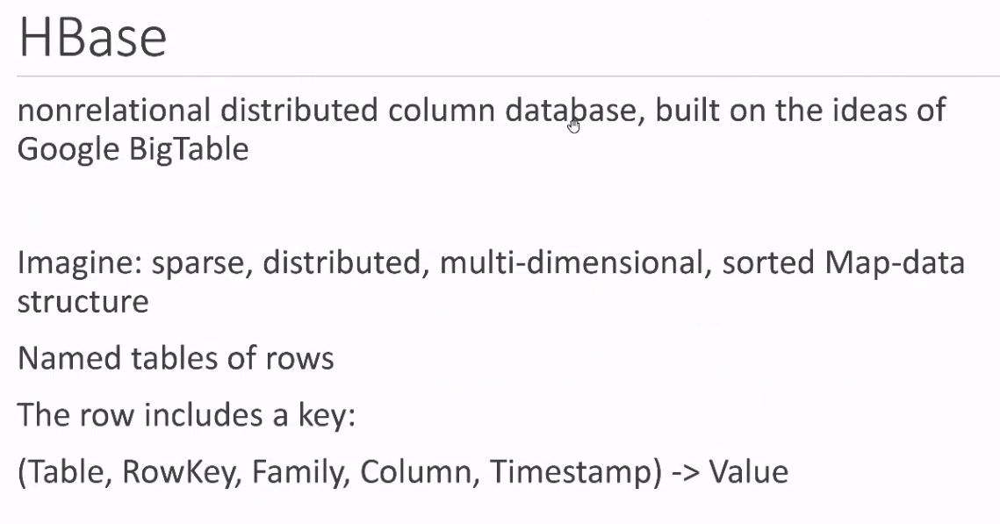 HBase
nonrelational distributed column database, built on the ideas of
Google BigTable
Imagine: sparse, distributed, multi-dimensional, sorted Map-data
structure
Named tables of rows
The row includes a key:
(Table, RowKey, Family, Column, Timestamp) -> Value